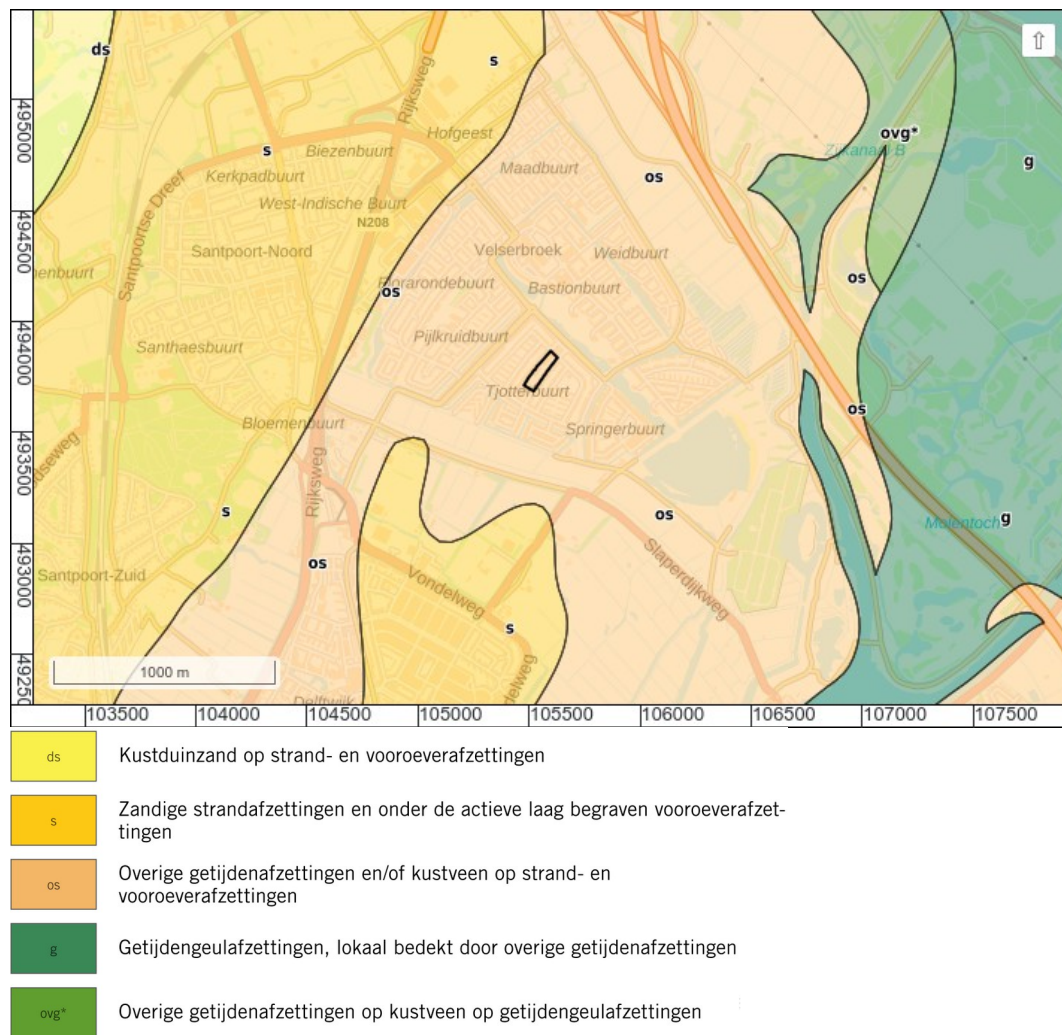 ds
s
Rijksweg
Hofgeest
ovg*
495000
s
Biezenbuurt
Maadbuurt
Zijkanaal B
g
Kerkpadbuurt
os
West-Indische Buurt
N208
494500
Santpoortse Dreef
Santpoort-Noord
Velserbroek
Weidbuurt
os
os
Bastionbuurt
494000
Pijlkruidbuurt
Santhaesbuurt
Tjotterbuurt
os
Bloemenbuurt
Springerbuurt
493500
Rijksweg
s
os
g
Molentoch
os
Slaperdijkweg
493000
Santpoort-Zuid
Vondelweg
s
49250
1000 m
Delftwijk
103500
104000
104500
105000
105500
106000
106500
107000
107500
ds
Kustduinzand op strand- en vooroeverafzettingen
s
Zandige strandafzettingen en onder de actieve laag begraven vooroeverafzet-
tingen
os
Overige getijdenafzettingen en/of kustveen op strand- en
vooroeverafzettingen
g
Getijdengeulafzettingen, lokaal bedekt door overige getijdenafzettingen
ovg*
Overige getijdenafzettingen op kustveen op getijdengeulafzettingen